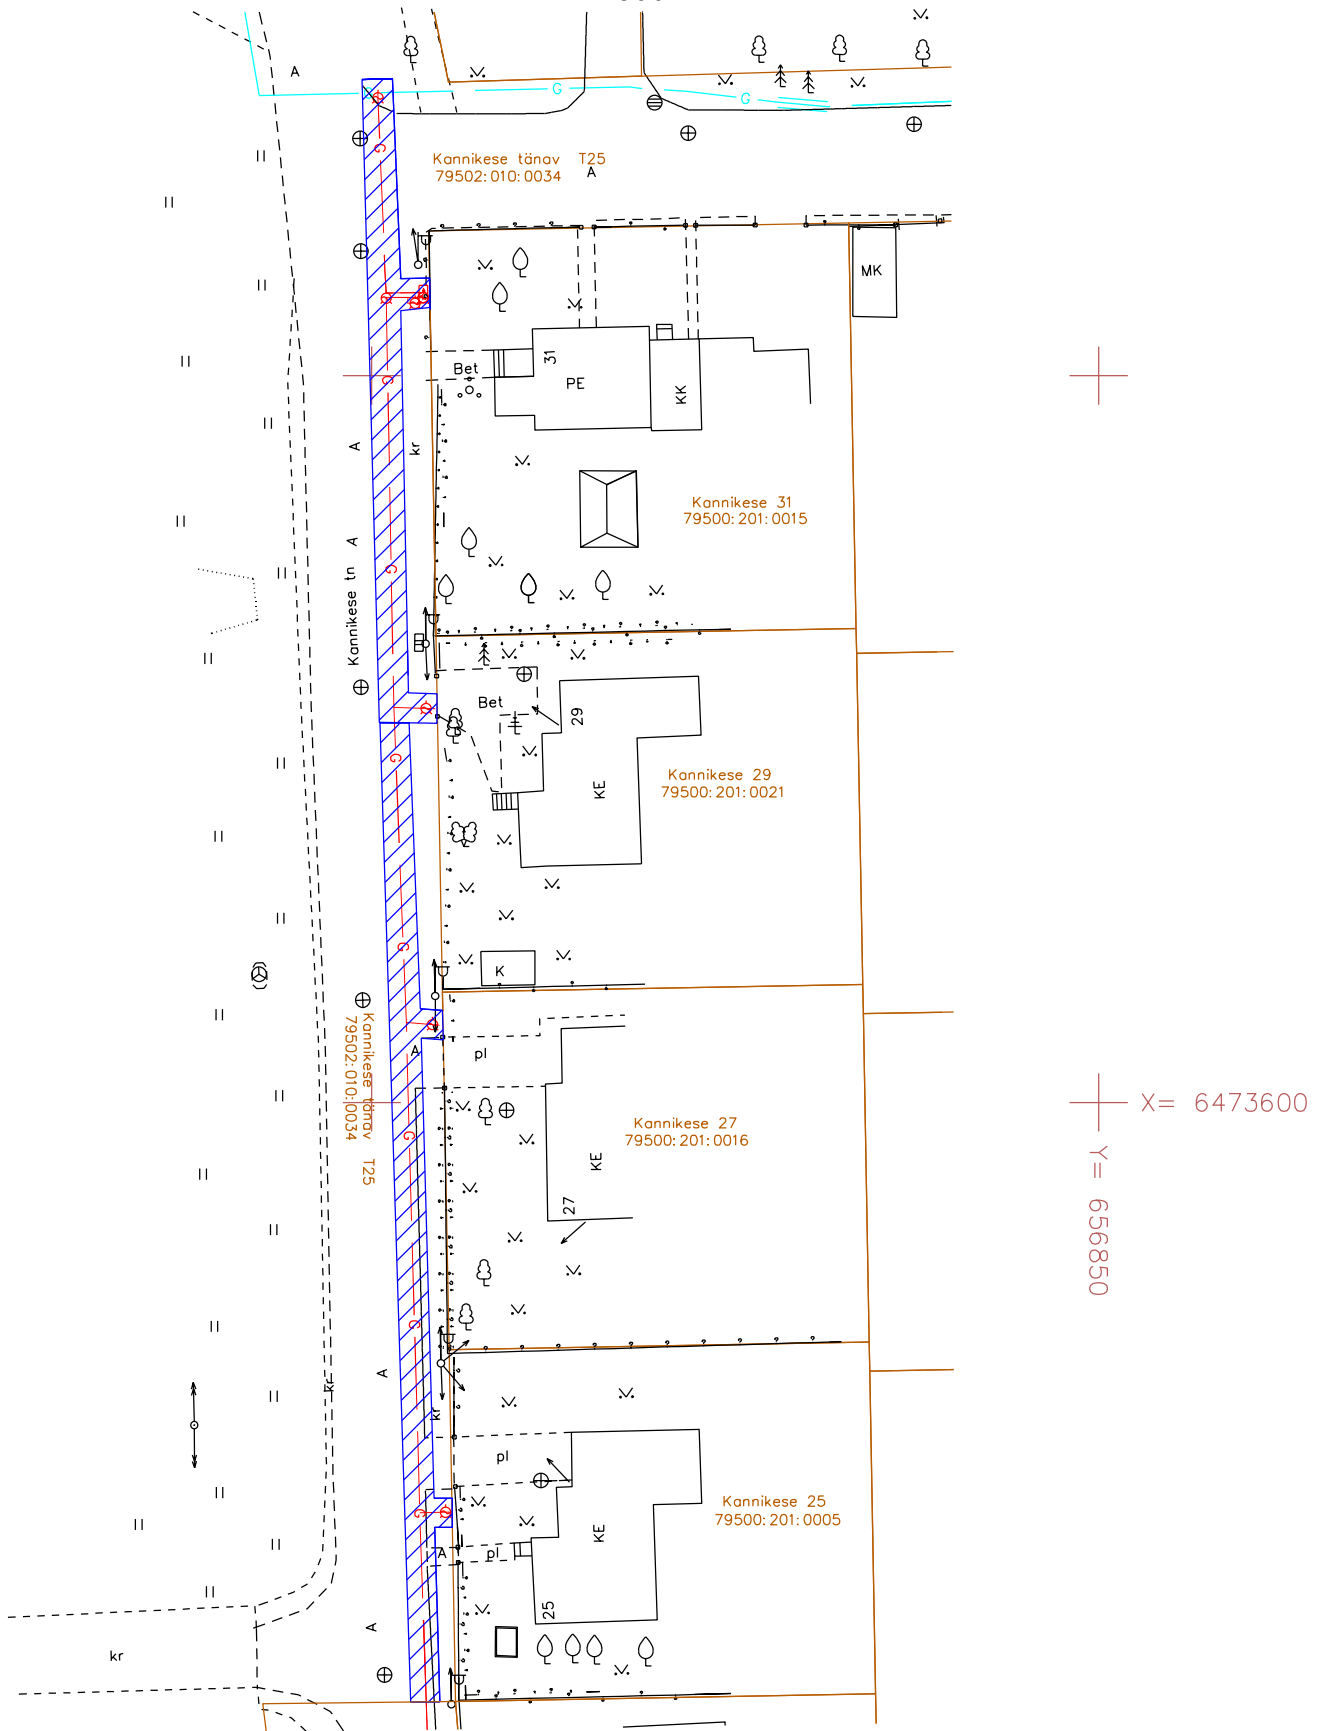 A
G
G
Kannikese tänav T25
79502:010:0034
A
G
MK
31
Bet
PE
KK
G
A
kr
Kannikese 31
79500:201:0015
Kannikese tn A
G
Bet
29
G
Kannikese 29
79500:201:0021
KE
G
K
Kannikese tänav T25
79502:010:0034
A
pl
X= 6473600
Y= 656850
G
Kannikese 27
79500:201:0016
KE
27
G
A
kr
kr
pl
Kannikese 25
79500:201:0005
G
KE
A
pl
25
A
kr